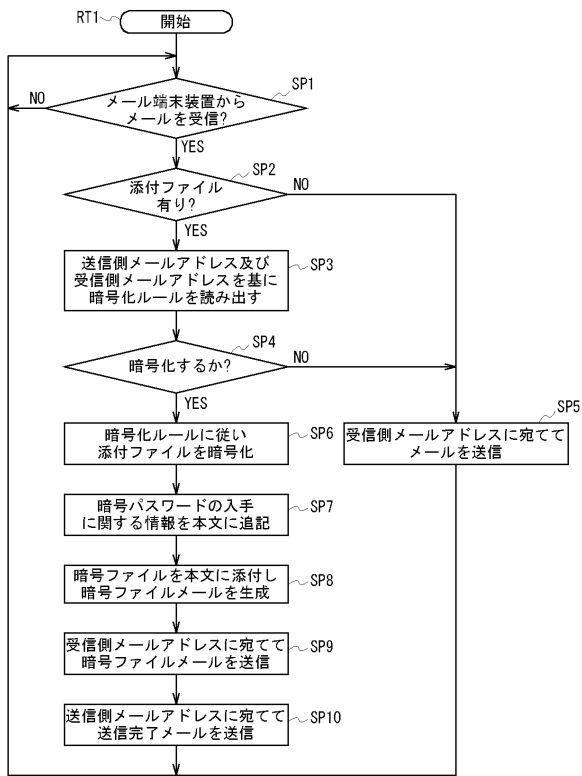 RT1
開始
SP1
メール端末装置から
メールを受信?
NO
YES
SP2
添付ファイル
有り?
NO
YES
送信側メールアドレス及び
受信側メールアドレスを基に
暗号化ルールを読み出す
SP3
SP4
暗号化するか?
NO
YES
SP5
受信側メールアドレスに宛てて
メールを送信
暗号化ルールに従い
添付ファイルを暗号化
SP6
暗号パスワードの入手
に関する情報を本文に追記
SP7
暗号ファイルを本文に添付し
暗号ファイルメールを生成
SP8
受信側メールアドレスに宛てて
暗号ファイルメールを送信
SP9
送信側メールアドレスに宛てて
送信完了メールを送信
SP10